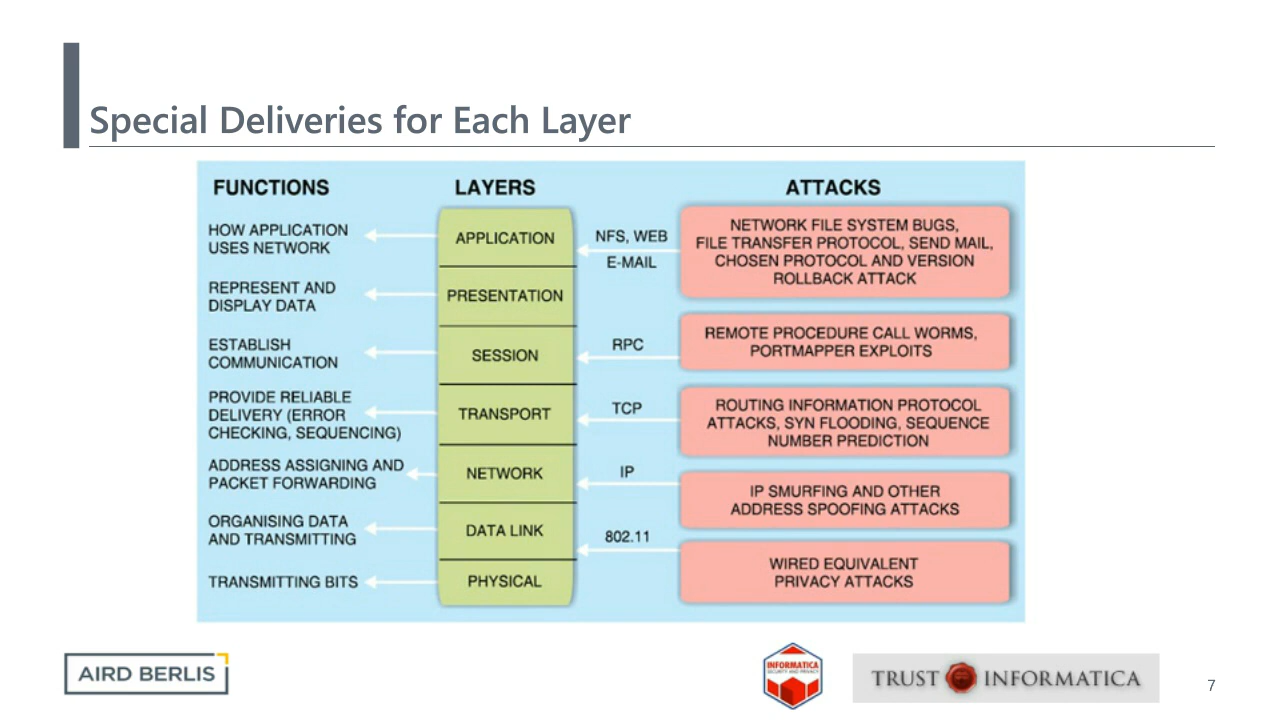 Special Deliveries for Each Layer
FUNCTIONS
LAYERS
ATTACKS
HOW APPLICATION
USES NETWORK
APPLICATION
NFS, WEB
E-MAIL
NETWORK FILE SYSTEM BUGS,
FILE TRANSFER PROTOCOL, SEND MAIL,
CHOSEN PROTOCOL AND VERSION
ROLLBACK ATTACK
REPRESENT AND
DISPLAY DATA
PRESENTATION
ESTABLISH
COMMUNICATION
SESSION
RPC
REMOTE PROCEDURE CALL WORMS,
PORTMAPPER EXPLOITS
PROVIDE RELIABLE
DELIVERY (ERROR
CHECKING, SEQUENCING)
TRANSPORT
TCP
ROUTING INFORMATION PROTOCOL
ATTACKS, SYN FLOODING, SEQUENCE
NUMBER PREDICTION
ADDRESS ASSIGNING AND
PACKET FORWARDING
NETWORK
IP
IP SMURFING AND OTHER
ADDRESS SPOOFING ATTACKS
ORGANISING DATA
AND TRANSMITTING
DATA LINK
802.11
WIRED EQUIVALENT
PRIVACY ATTACKS
TRANSMITTING BITS
PHYSICAL
AIRD BERLIS
INFORMATICA
SECURITY AND PRIVACY
TRUST INFORMATICA
7